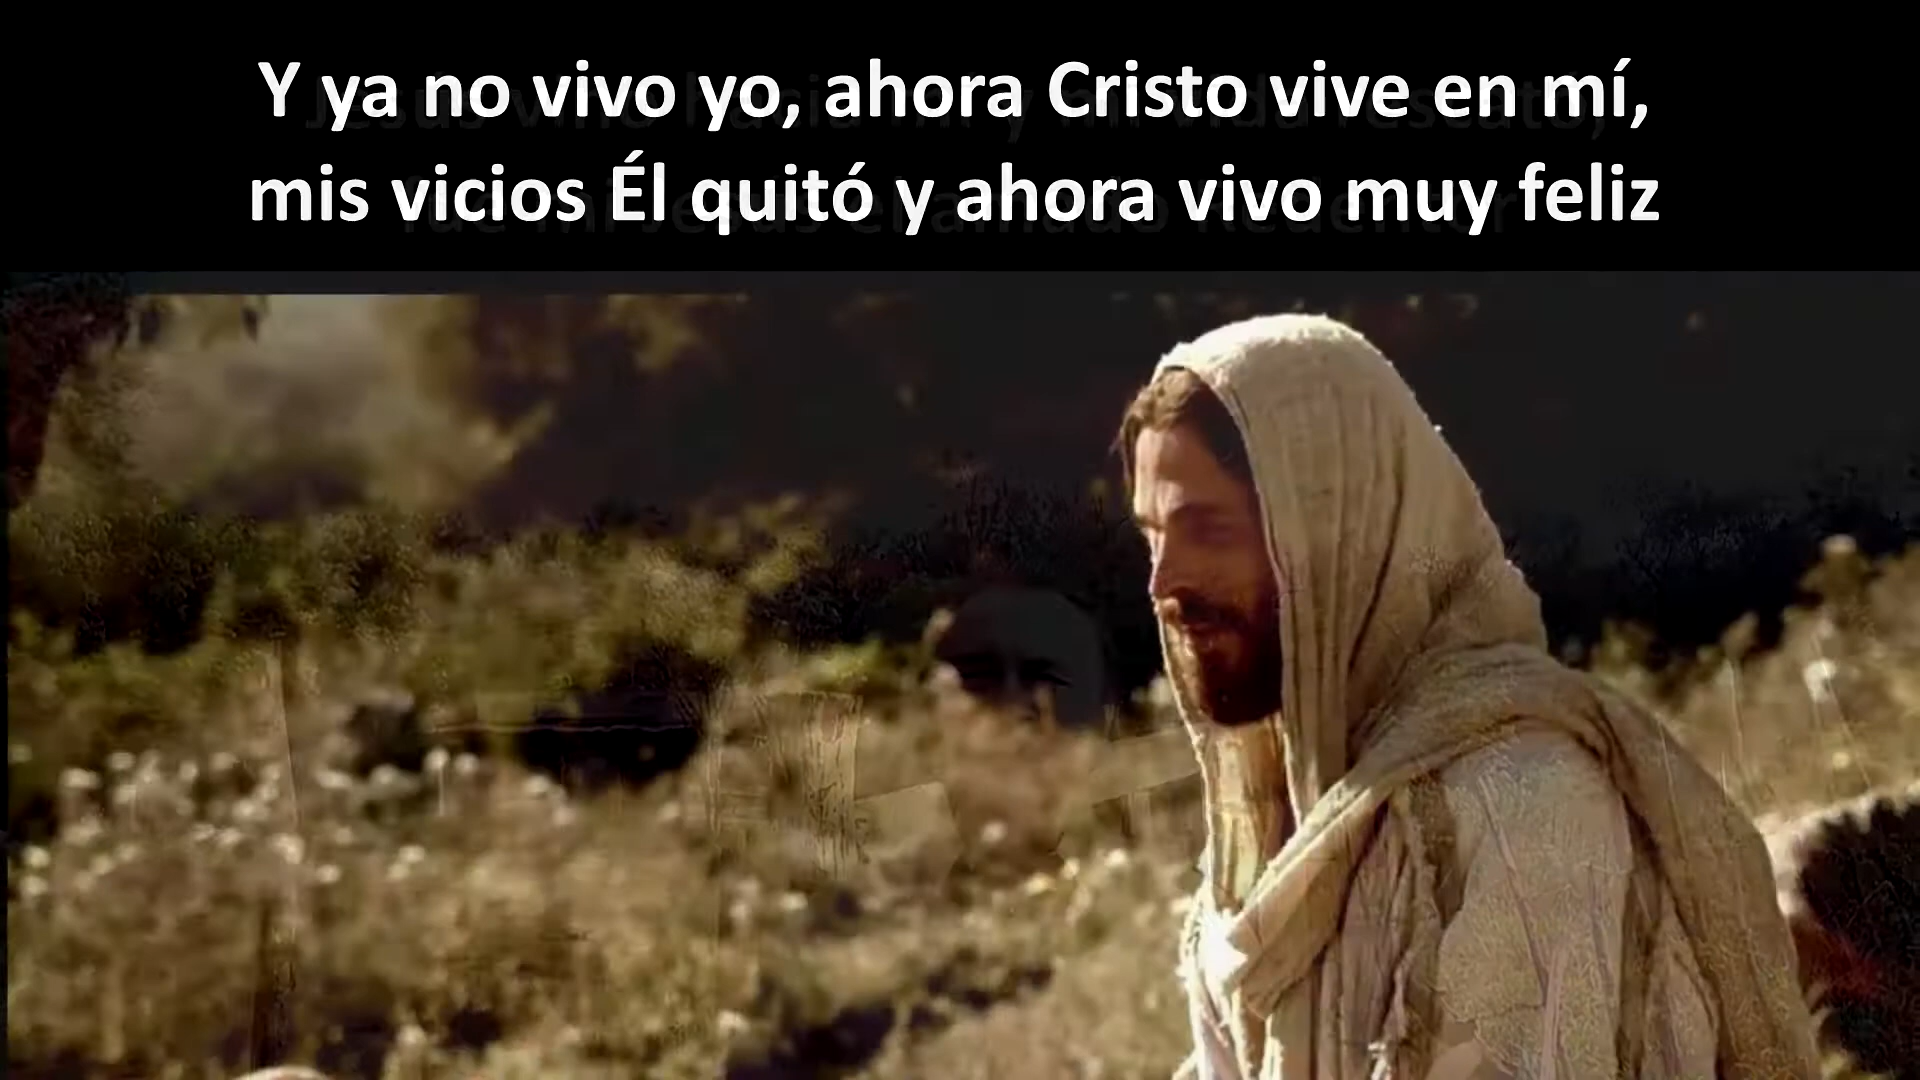 Y ya no vivo yo, ahora Cristo vive en mí,
mis vicios Él quitó y ahora vivo muy feliz